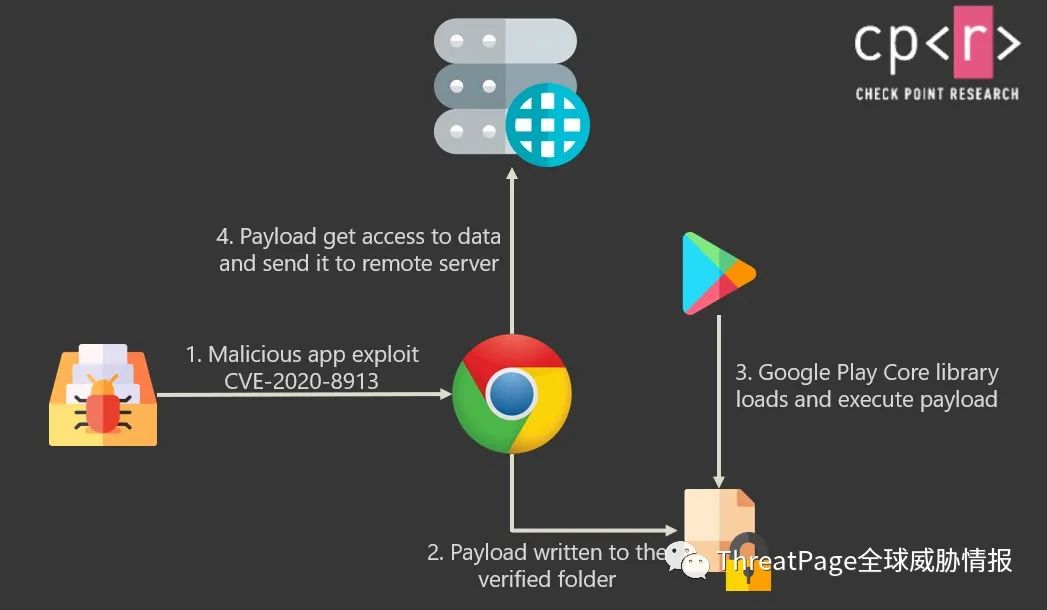 cp<r>
CHECK POINT RESEARCH
4. Payload get access to data
and send it to remote server
1. Malicious app exploit
CVE-2020-8913
3. Google Play Core library
loads and execute payload
2. Payload written to the
verified folder
ThreatPage全球威胁情报